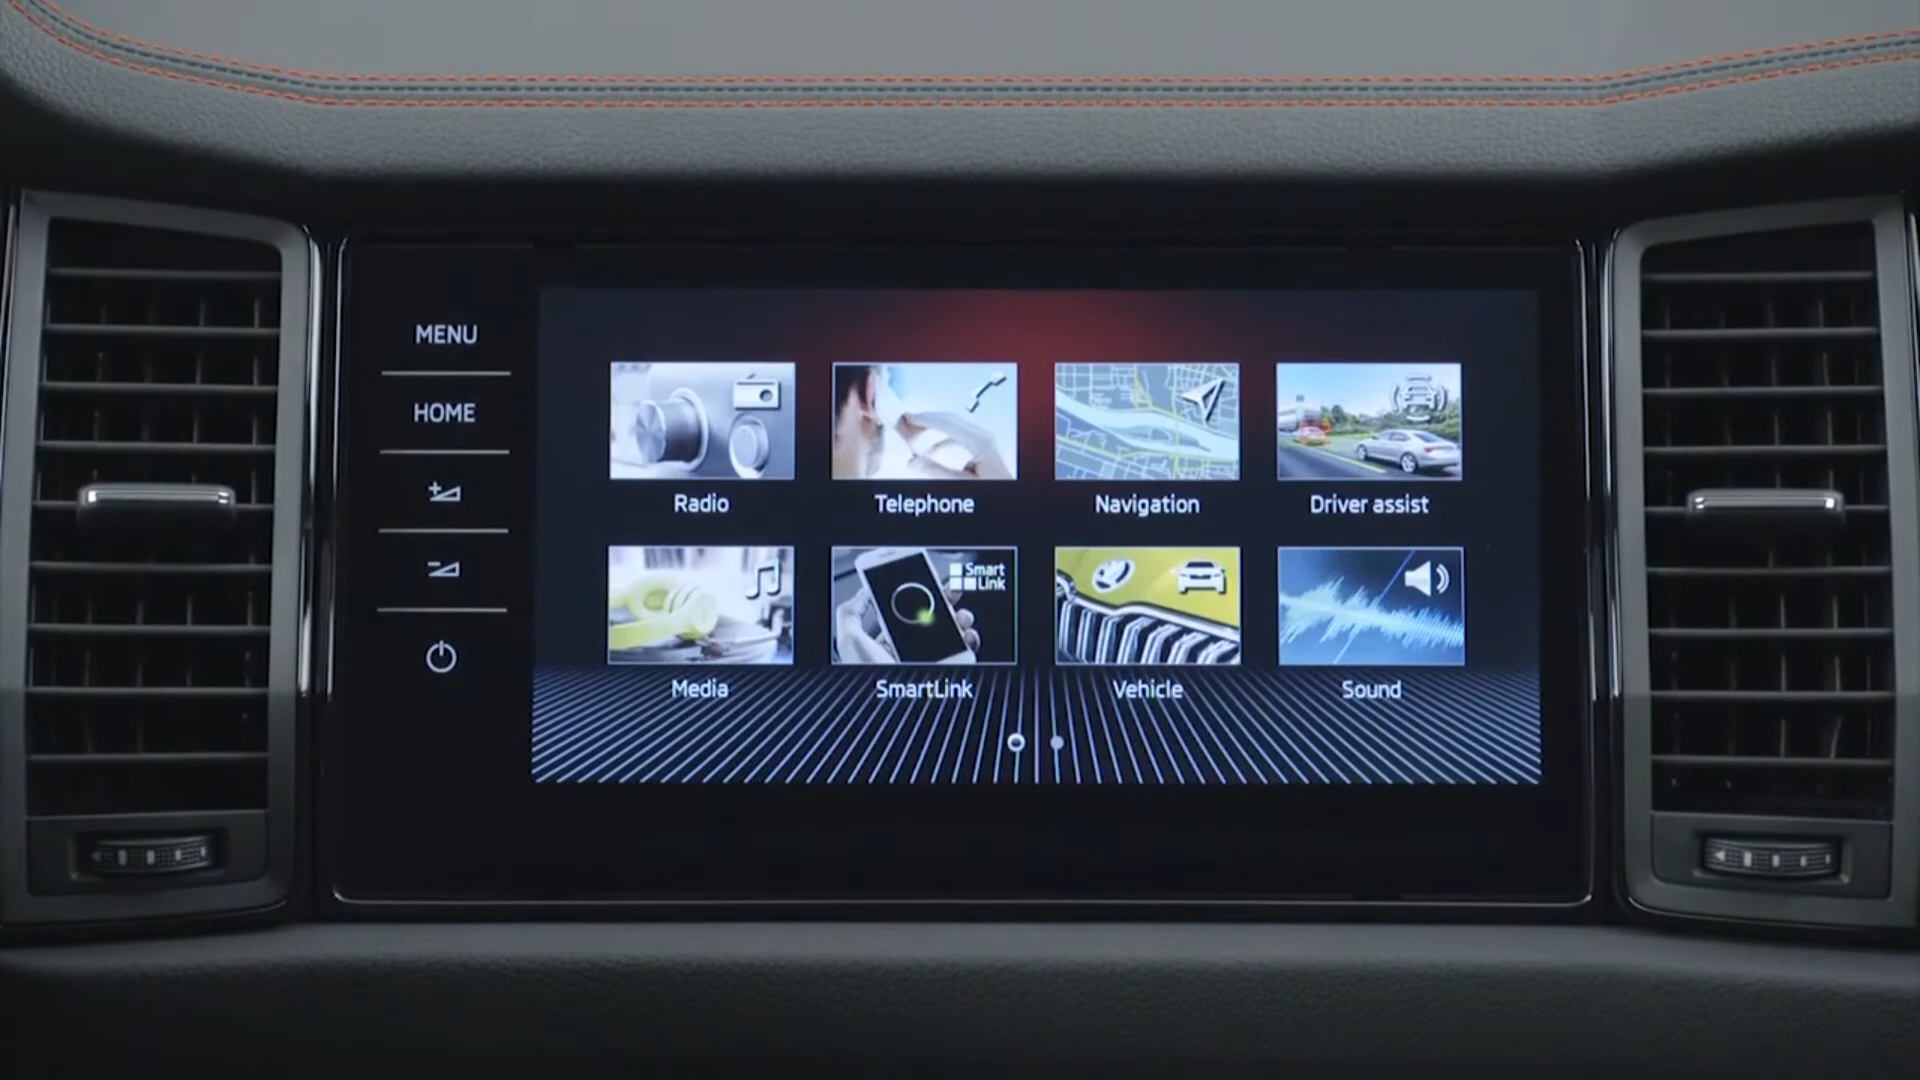 MENU
HOME
Radio
Telephone
Navigation
Driver assist
Smart
Link
Media
SmartLink
Vehicle
Sound